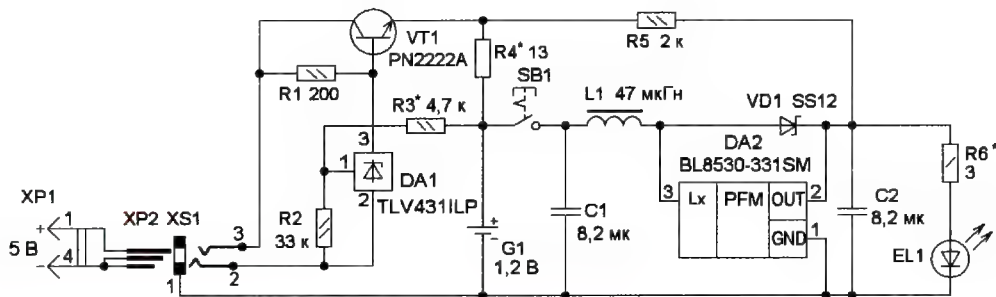 VT1
PN2222A
R1 200
R4* 13
R5 2 к
SB1
R3* 4,7 к
L1 47 мкГн
VD1 SS12
3
1
2
DA1
TLV431ILP
DA2
BL8530-331SM
3
Lx
PFM
OUT
2
GND
1
R6*
3
XP1
1
+
5 В
4
−
XP2
XS1
3
2
1
R2
33 к
+
−
G1
1,2 В
C1
8,2 мк
C2
8,2 мк
EL1